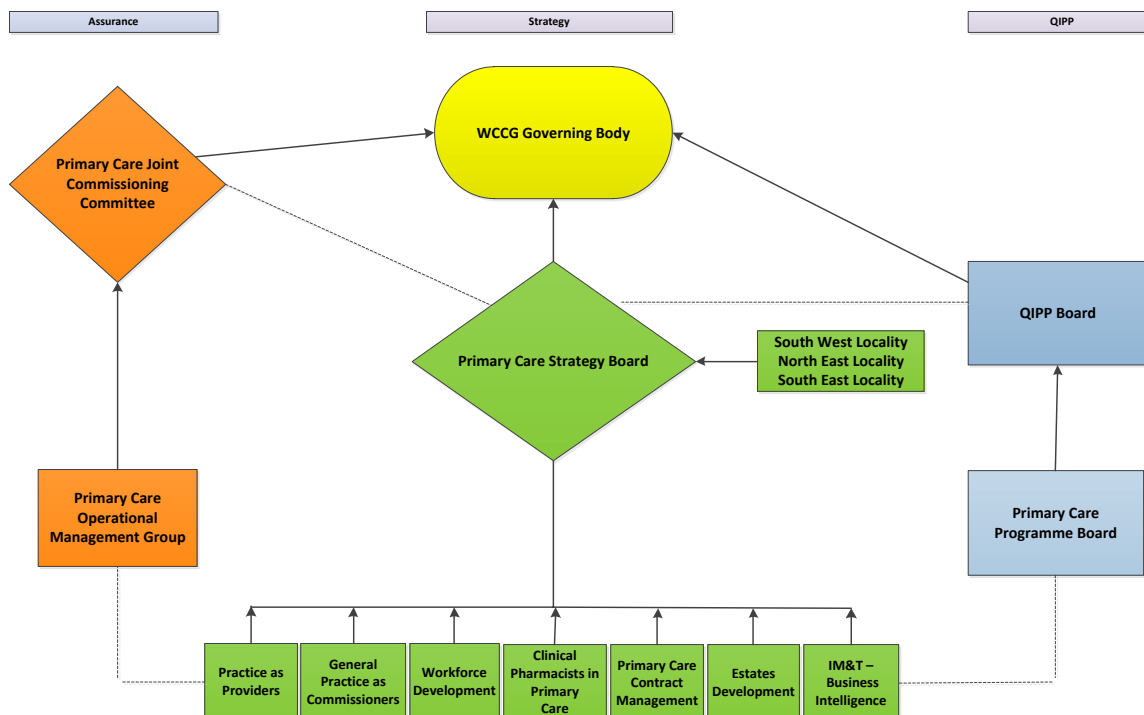 Assurance
Strategy
QIPP
WCCG Governing Body
Primary Care Joint
Commissioning
Committee
QIPP Board
Primary Care Strategy Board
South West Locality
North East Locality
South East Locality
Primary Care
Operational
Management Group
Primary Care
Programme Board
Practice as
Providers
General
Practice as
Commissioners
Workforce
Development
Clinical
Pharmacists in
Primary
Care
Primary Care
Contract
Management
Estates
Development
IM&T –
Business
Intelligence